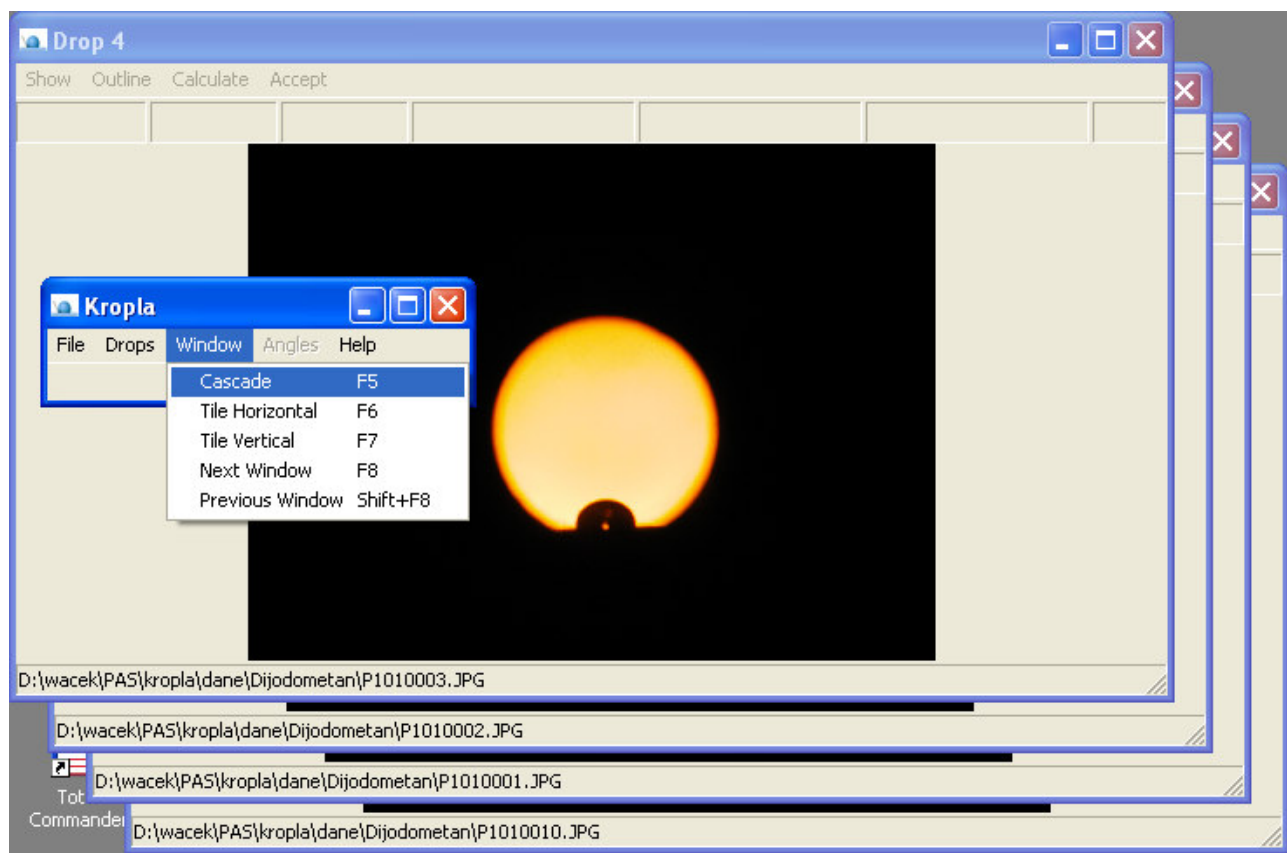 Drop 4
Show Outline Calculate Accept
Kropla
File Drops Window Angles Help
Cascade F5
Tile Horizontal F6
Tile Vertical F7
Next Window F8
Previous Window Shift+F8
D:\wacek\PAS\kropla\dane\Dijodometan\P1010003.JPG
D:\wacek\PAS\kropla\dane\Dijodometan\P1010002.JPG
D:\wacek\PAS\kropla\dane\Dijodometan\P1010001.JPG
Tot
Commander
D:\wacek\PAS\kropla\dane\Dijodometan\P1010010.JPG